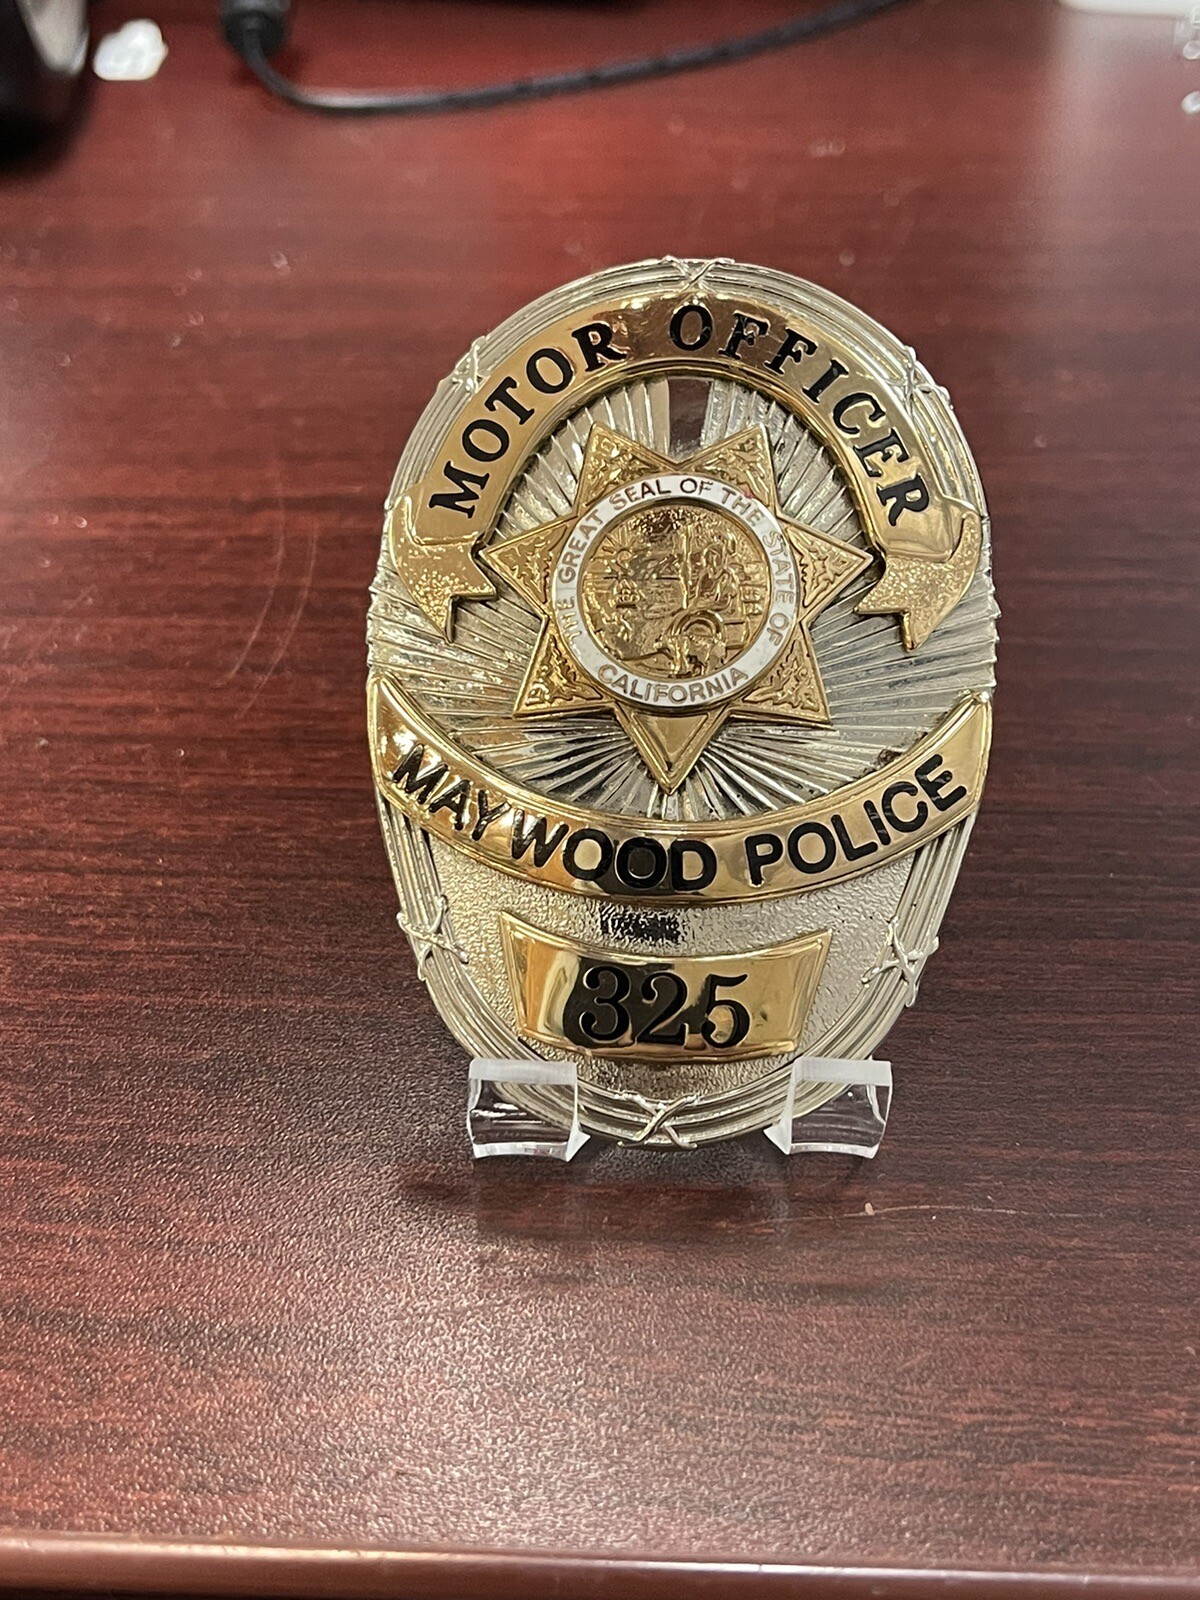 MOTOR OFFICER
THE GREAT SEAL OF THE STATE OF CALIFORNIA
MAYWOOD POLICE
325